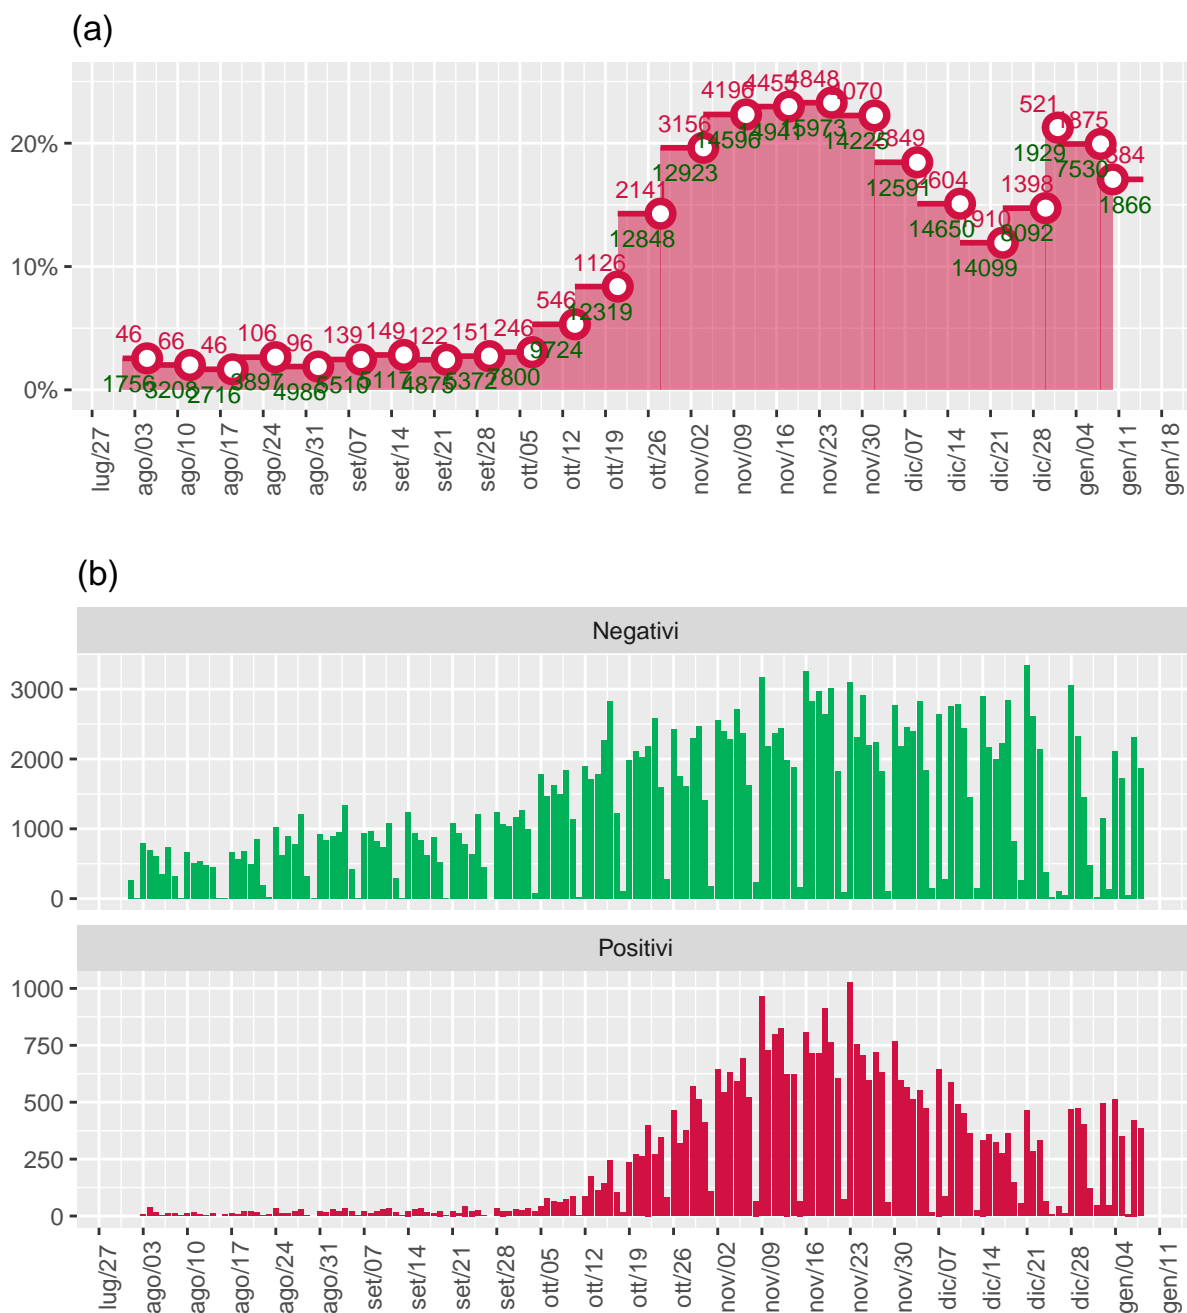 (a)
20%
10%
0%
46
66
46
106
96
139
149
122
151
246
546
1126
2141
3156
4196
4455
4848
4070
2849
2604
1910
1398
521
1875
384
1756
3208
2716
3897
4986
5510
5117
4875
5372
7800
9724
12319
12848
12923
14596
14941
15973
14225
12591
14650
14099
8092
1929
7530
1866
lug/27
ago/03
ago/10
ago/17
ago/24
ago/31
set/07
set/14
set/21
set/28
ott/05
ott/12
ott/19
ott/26
nov/02
nov/09
nov/16
nov/23
nov/30
dic/07
dic/14
dic/21
dic/28
gen/04
gen/11
gen/18
(b)
Negativi
3000
2000
1000
0
Positivi
1000
750
500
250
0
lug/27
ago/03
ago/10
ago/17
ago/24
ago/31
set/07
set/14
set/21
set/28
ott/05
ott/12
ott/19
ott/26
nov/02
nov/09
nov/16
nov/23
nov/30
dic/07
dic/14
dic/21
dic/28
gen/04
gen/11